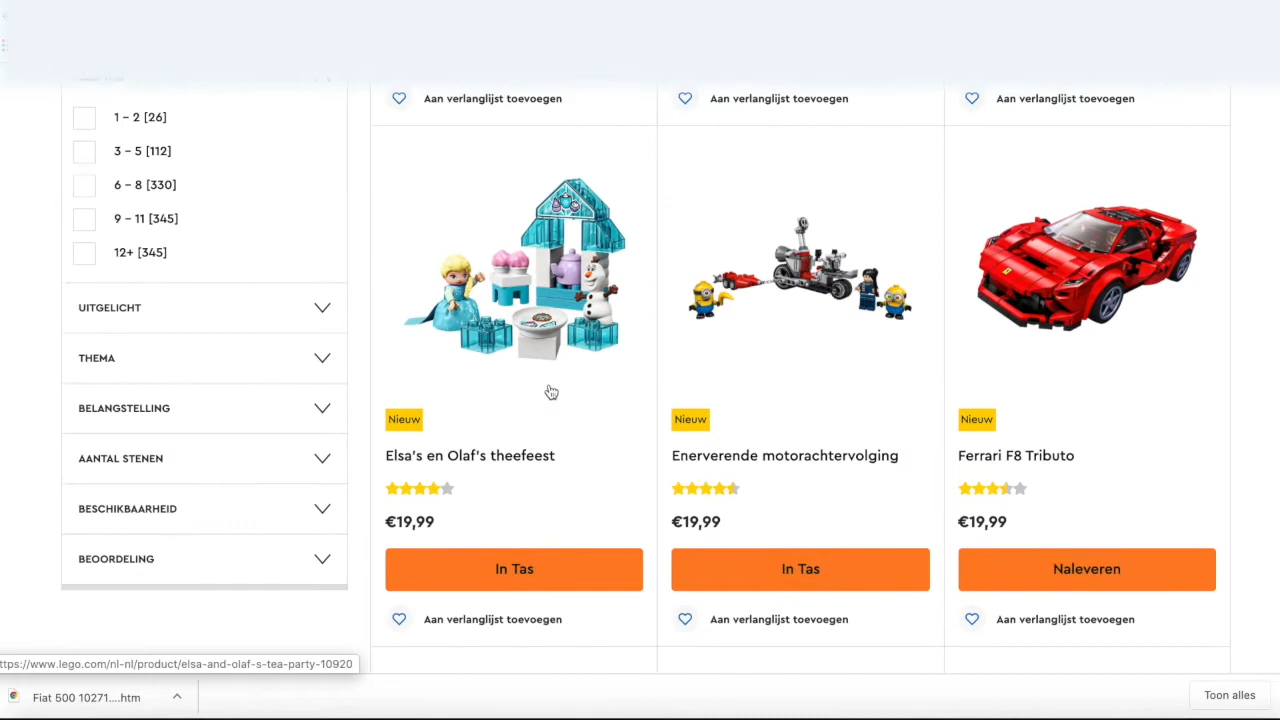 Aan verlanglijst toevoegen
Aan verlanglijst toevoegen
Aan verlanglijst toevoegen
1 – 2 [26]
3 – 5 [112]
6 – 8 [330]
9 – 11 [345]
12+ [345]
UITGELICHT
THEMA
BELANGSTELLING
AANTAL STENEN
BESCHIKBAARHEID
BEOORDELING
Nieuw
Elsa's en Olaf's theefeest
€19,99
In Tas
Aan verlanglijst toevoegen
Nieuw
Enerverende motorachtervolging
€19,99
In Tas
Aan verlanglijst toevoegen
Nieuw
Ferrari F8 Tributo
€19,99
Naleveren
Aan verlanglijst toevoegen
ttps://www.lego.com/nl-nl/product/elsa-and-olaf-s-tea-party-10920
Fiat 500 10271....htm
Toon alles